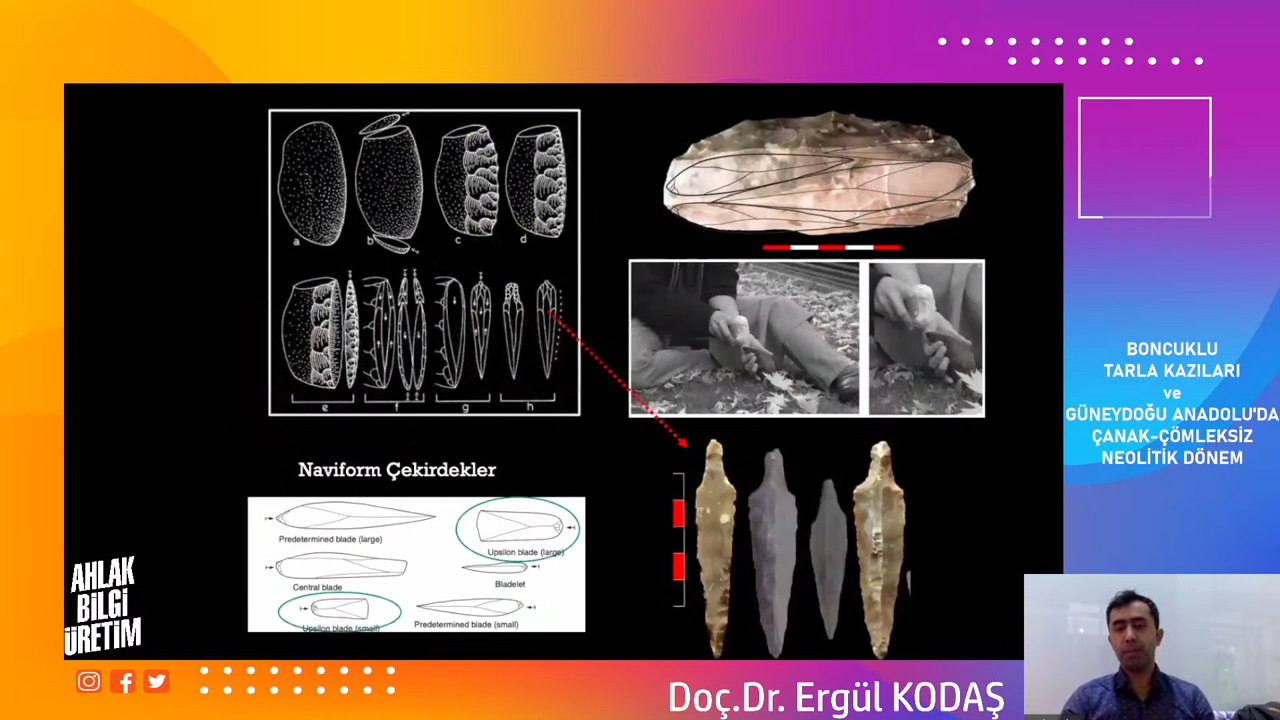 a
b
c
d
e
f
g
h
Naviform Çekirdekler
Predetermined blade (large)
Upsilon blade (large)
Central blade
Bladelet
Upsilon blade (small)
Predetermined blade (small)
BONCUKLU
TARLA KAZILARI
ve
GÜNEYDOĞU ANADOLU'DA
ÇANAK-ÇÖMLEKSİZ
NEOLİTİK DÖNEM
AHLAK
BİLGİ
ÜRETİM
Doç.Dr. Ergül KODAŞ